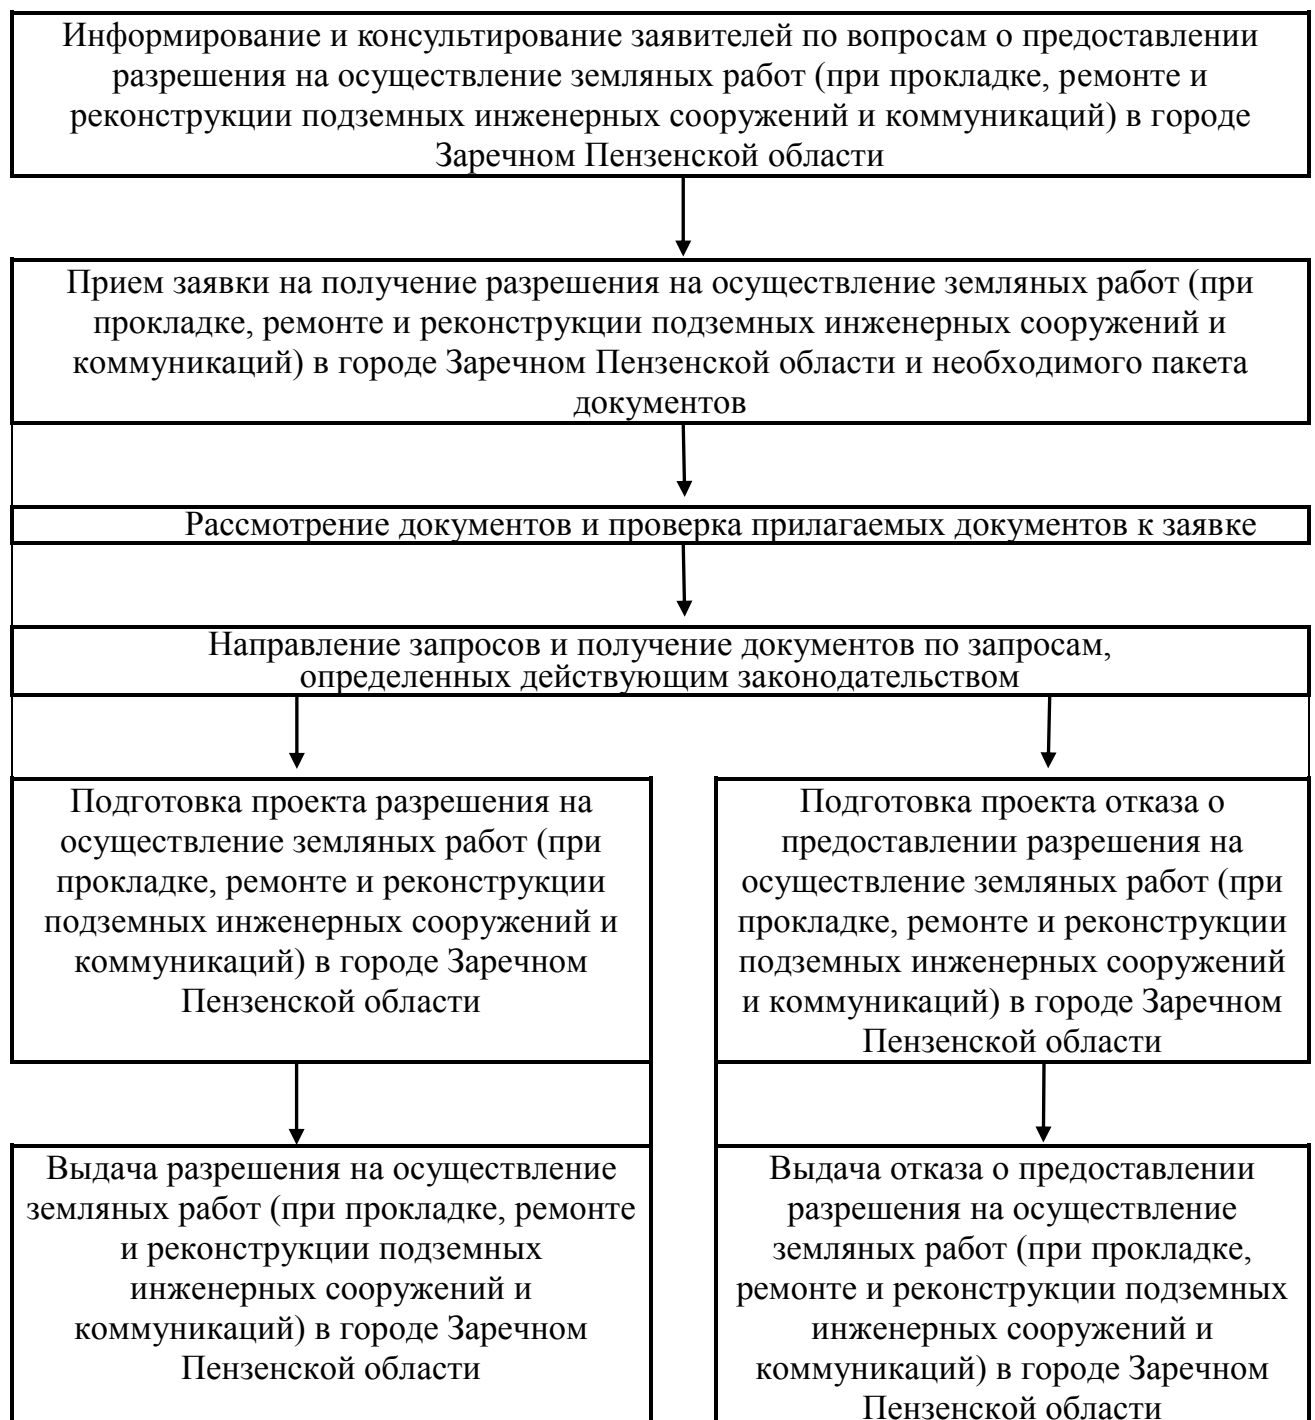 Информирование и консультирование заявителей по вопросам о предоставлении
разрешения на осуществление земляных работ (при прокладке, ремонте и
реконструкции подземных инженерных сооружений и коммуникаций) в городе
Заречном Пензенской области
Прием заявки на получение разрешения на осуществление земляных работ (при
прокладке, ремонте и реконструкции подземных инженерных сооружений и
коммуникаций) в городе Заречном Пензенской области и необходимого пакета
документов
Рассмотрение документов и проверка прилагаемых документов к заявке
Направление запросов и получение документов по запросам,
определенных действующим законодательством
Подготовка проекта разрешения на
осуществление земляных работ (при
прокладке, ремонте и реконструкции
подземных инженерных сооружений и
коммуникаций) в городе Заречном
Пензенской области
Подготовка проекта отказа о
предоставлении разрешения на
осуществление земляных работ (при
прокладке, ремонте и реконструкции
подземных инженерных сооружений
и коммуникаций) в городе Заречном
Пензенской области
Выдача разрешения на осуществление
земляных работ (при прокладке, ремонте
и реконструкции подземных
инженерных сооружений и
коммуникаций) в городе Заречном
Пензенской области
Выдача отказа о предоставлении
разрешения на осуществление
земляных работ (при прокладке,
ремонте и реконструкции подземных
инженерных сооружений и
коммуникаций) в городе Заречном
Пензенской области